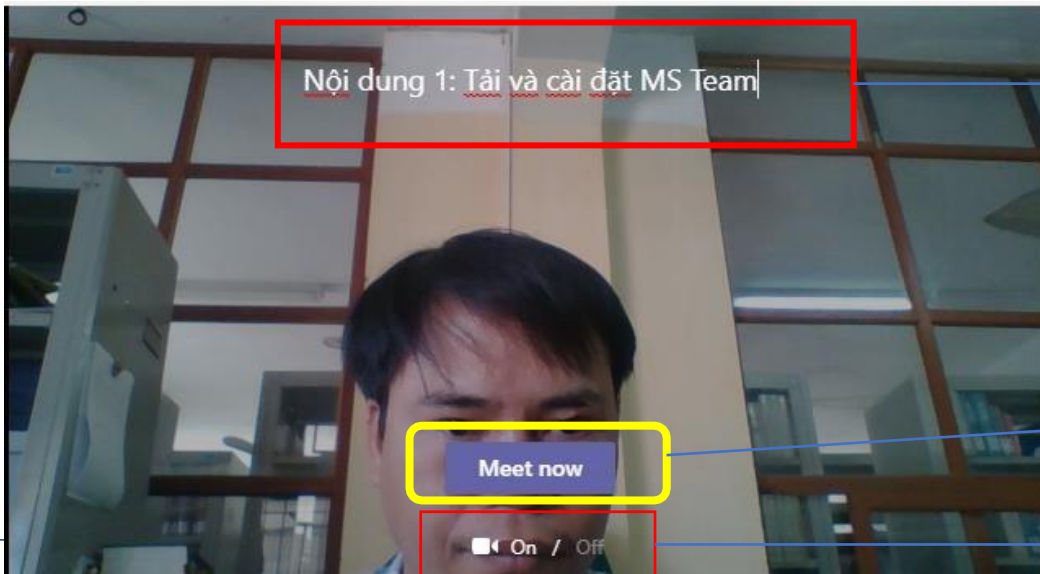 Nội dung 1: Tải và cài đặt MS Team
Meet now
On / Off